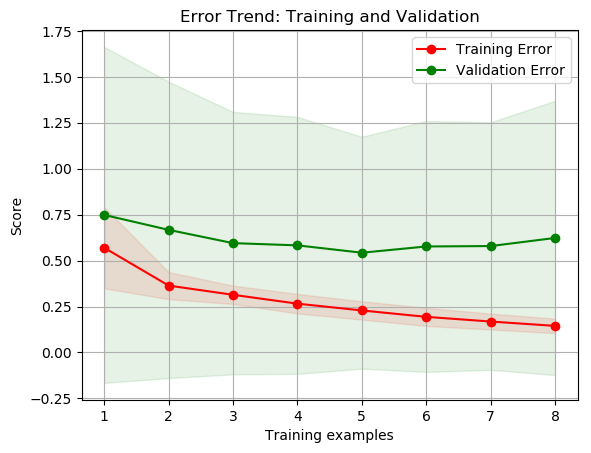 Error Trend: Training and Validation
Training Error
Validation Error
Score
1.75
1.50
1.25
1.00
0.75
0.50
0.25
0.00
−0.25
1 2 3 4 5 6 7 8
Training examples